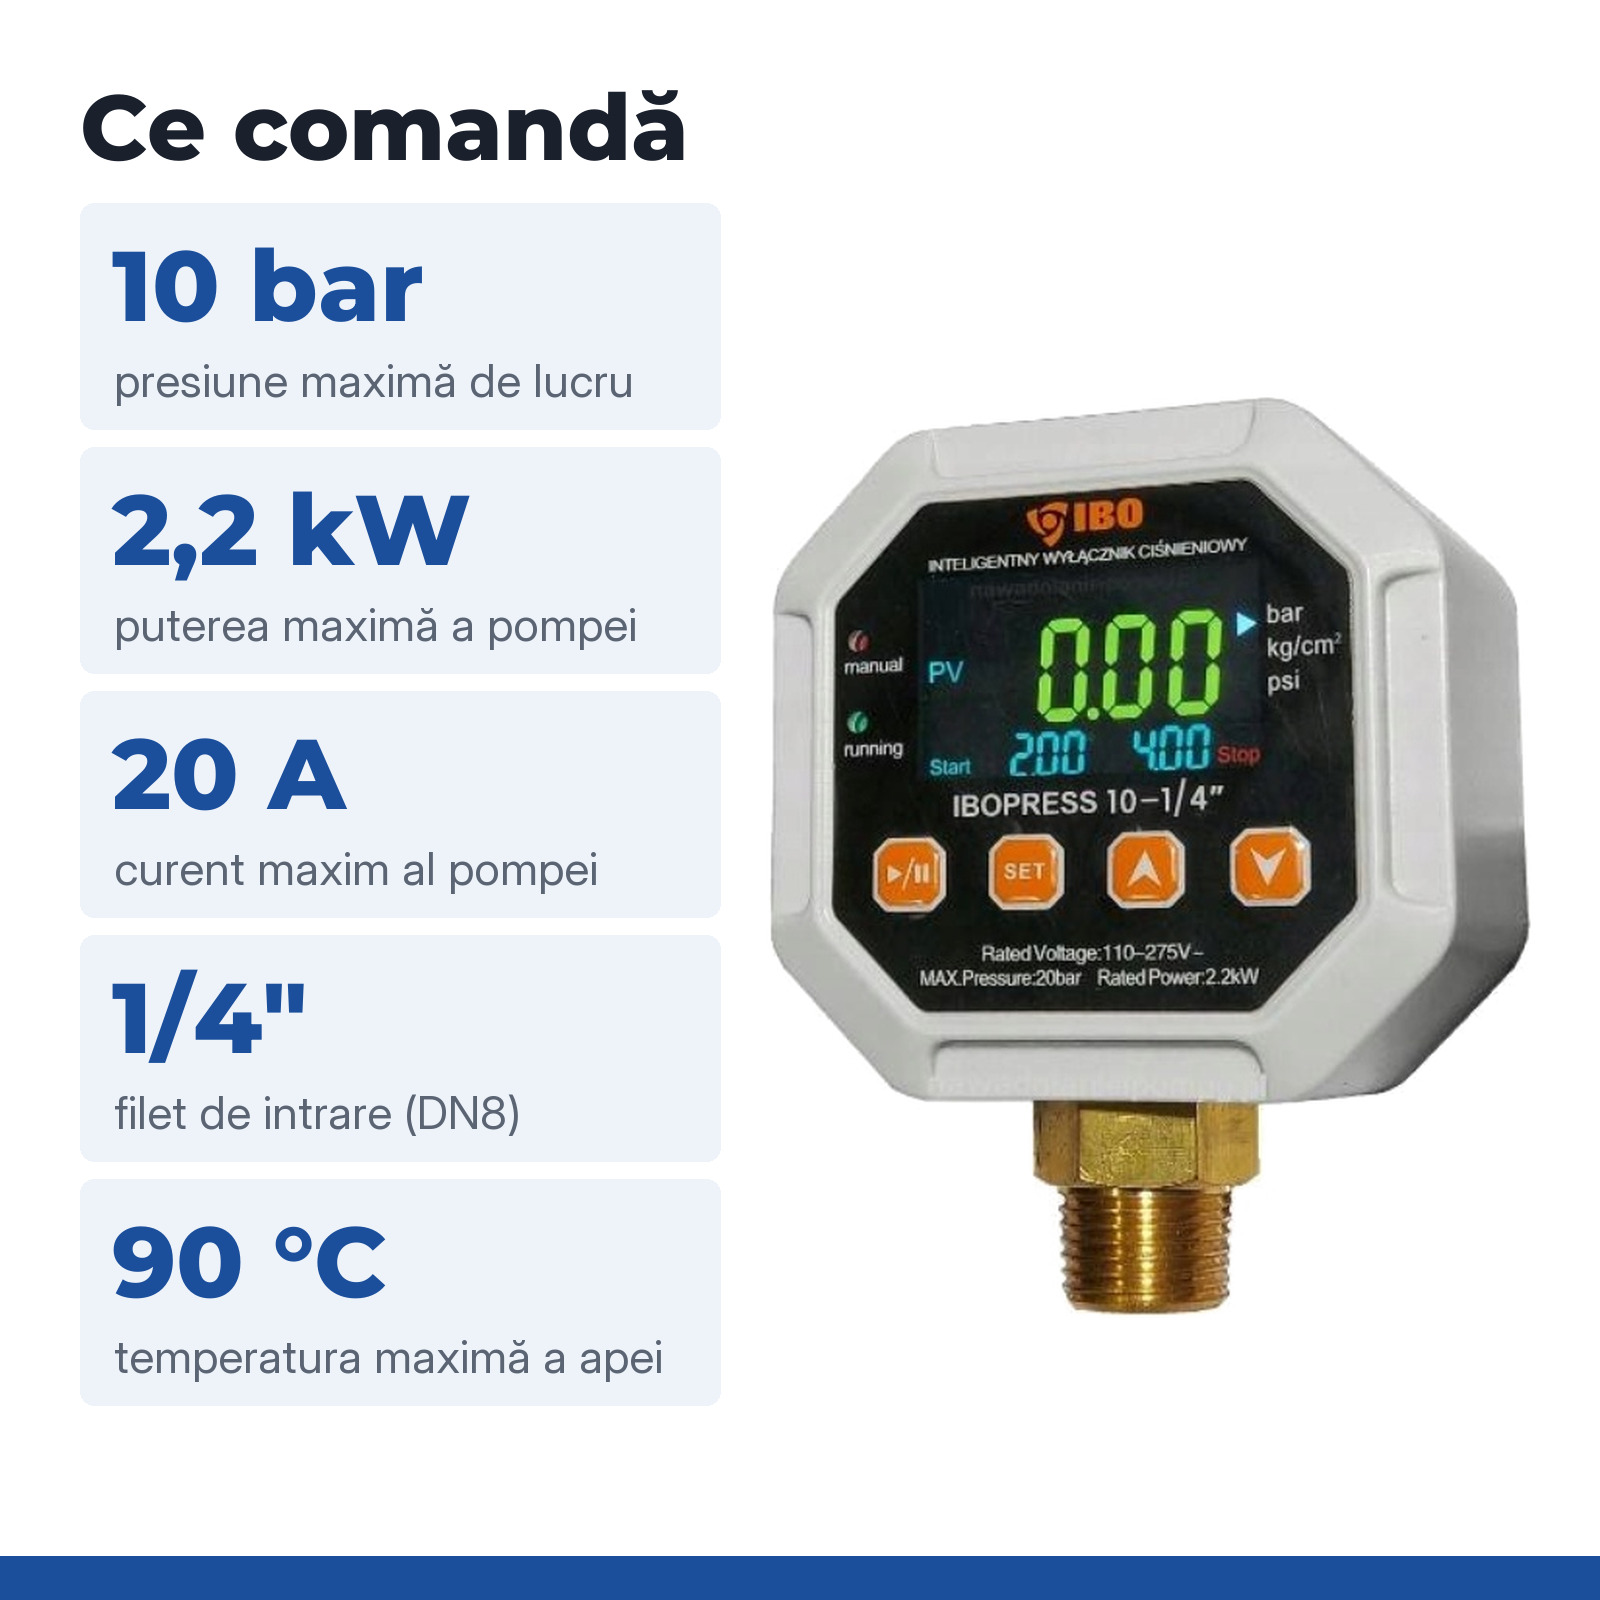 Ce comandă
10 bar
presiune maximă de lucru
2,2 kW
puterea maximă a pompei
20 A
curent maxim al pompei
1/4"
filet de intrare (DN8)
90 °C
temperatura maximă a apei
IBO
INTELIGENTNY WYŁĄCZNIK CIŚNIENIOWY
0.00
bar
kg/cm²
psi
manual
PV
running
Start 2.00 4.00 Stop
IBOPRESS 10-1/4"
SET
Rated Voltage:110-275V~
MAX.Pressure:20bar Rated Power:2.2kW